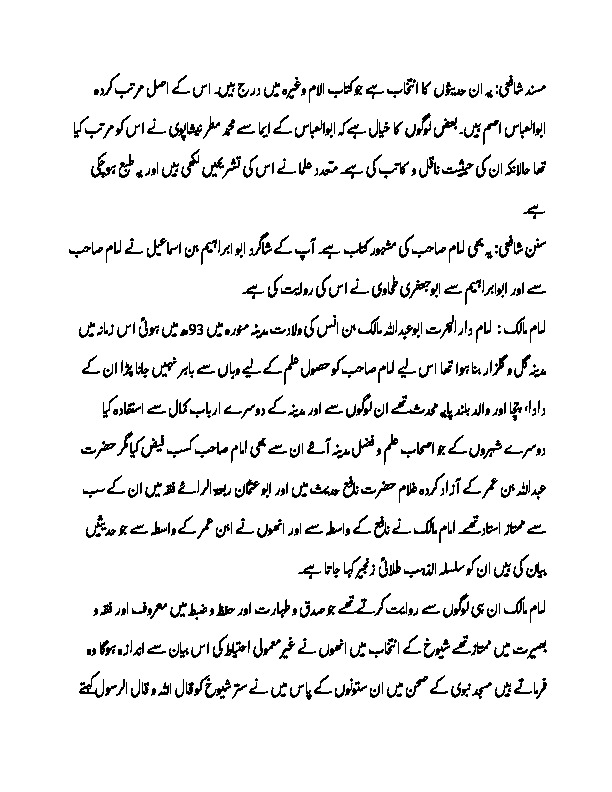 مسند شافعی: یہ ان حدیثوں کا انتخاب ہے جو کتاب الام وغیرہ میں درج ہیں۔ اس کے اصل مرتب کردہ
ابوالعباس اصم ہیں۔ بعض لوگوں کا خیال ہے کہ ابوالعباس کے ایما سے محمد مطر نیشاپوی نے اس کو مرتب کیا
تھا حالانکہ ان کی حیثیت ناقل و کاتب کی ہے۔ متعدد علما نے اس کی تشریحیں لکھی ہیں اور یہ طبع ہوچکی
ہے۔
سنن شافعی: یہ بھی امام صاحب کی مشہور کتاب ہے۔ آپ کے شاگرد ابو ابراہیم بن اسماعیل نے امام صاحب
سے اور ابوابراہیم سے ابوجعفری طحاوی نے اس کی روایت کی ہے۔
امام مالک : امام دار الہجرت ابوعبداللہ مالک بن انس کی ولادت مدینہ منورہ میں 93ھ میں ہوئی اس زمانہ میں
مدینہ گل و گلزار بنا ہوا تھا اس لیے امام صاحب کو حصول علم کے لیے وہاں سے باہر نہیں جانا پڑا ان کے
دادا، چچا اور والد بلند پایہ محدث تھے ان لوگوں سے اور مدینہ کے دوسرے ارباب کمال سے استفادہ کیا
دوسرے شہروں کے جو اصحاب علم و فضل مدینہ آئے ان سے بھی امام صاحب کسب فیض کیا مگر حضرت
عبداللہ بن عمر کے آزاد کردہ غلام حضرت نافع حدیث میں اور ابو عثمان ربیعۃ الرائے فقہ میں ان کے سب
سے ممتاز استاد تھے۔ امام مالک نے نافع کے واسطہ سے اور انھوں نے ابن عمر کے واسطہ سے جو حدیثیں
بیان کی ہیں ان کو سلسلہ الذہب طلائی زنجیر کہا جاتا ہے۔
امام مالک ان ہی لوگوں سے روایت کرتے تھے جو صدق و طہارت اور حفظ و ضبط میں معروف اور فقہ و
بصیرت میں ممتاز تھے شیوخ کے انتخاب میں انھوں نے غیر معمولی احتیاط کی اس بیان سے اندازہ ہوگا وہ
فرماتے ہیں مسجد نبوی کے صحن میں ان ستونوں کے پاس میں نے ستر شیوخ کو قال اللہ و قال الرسول کہتے